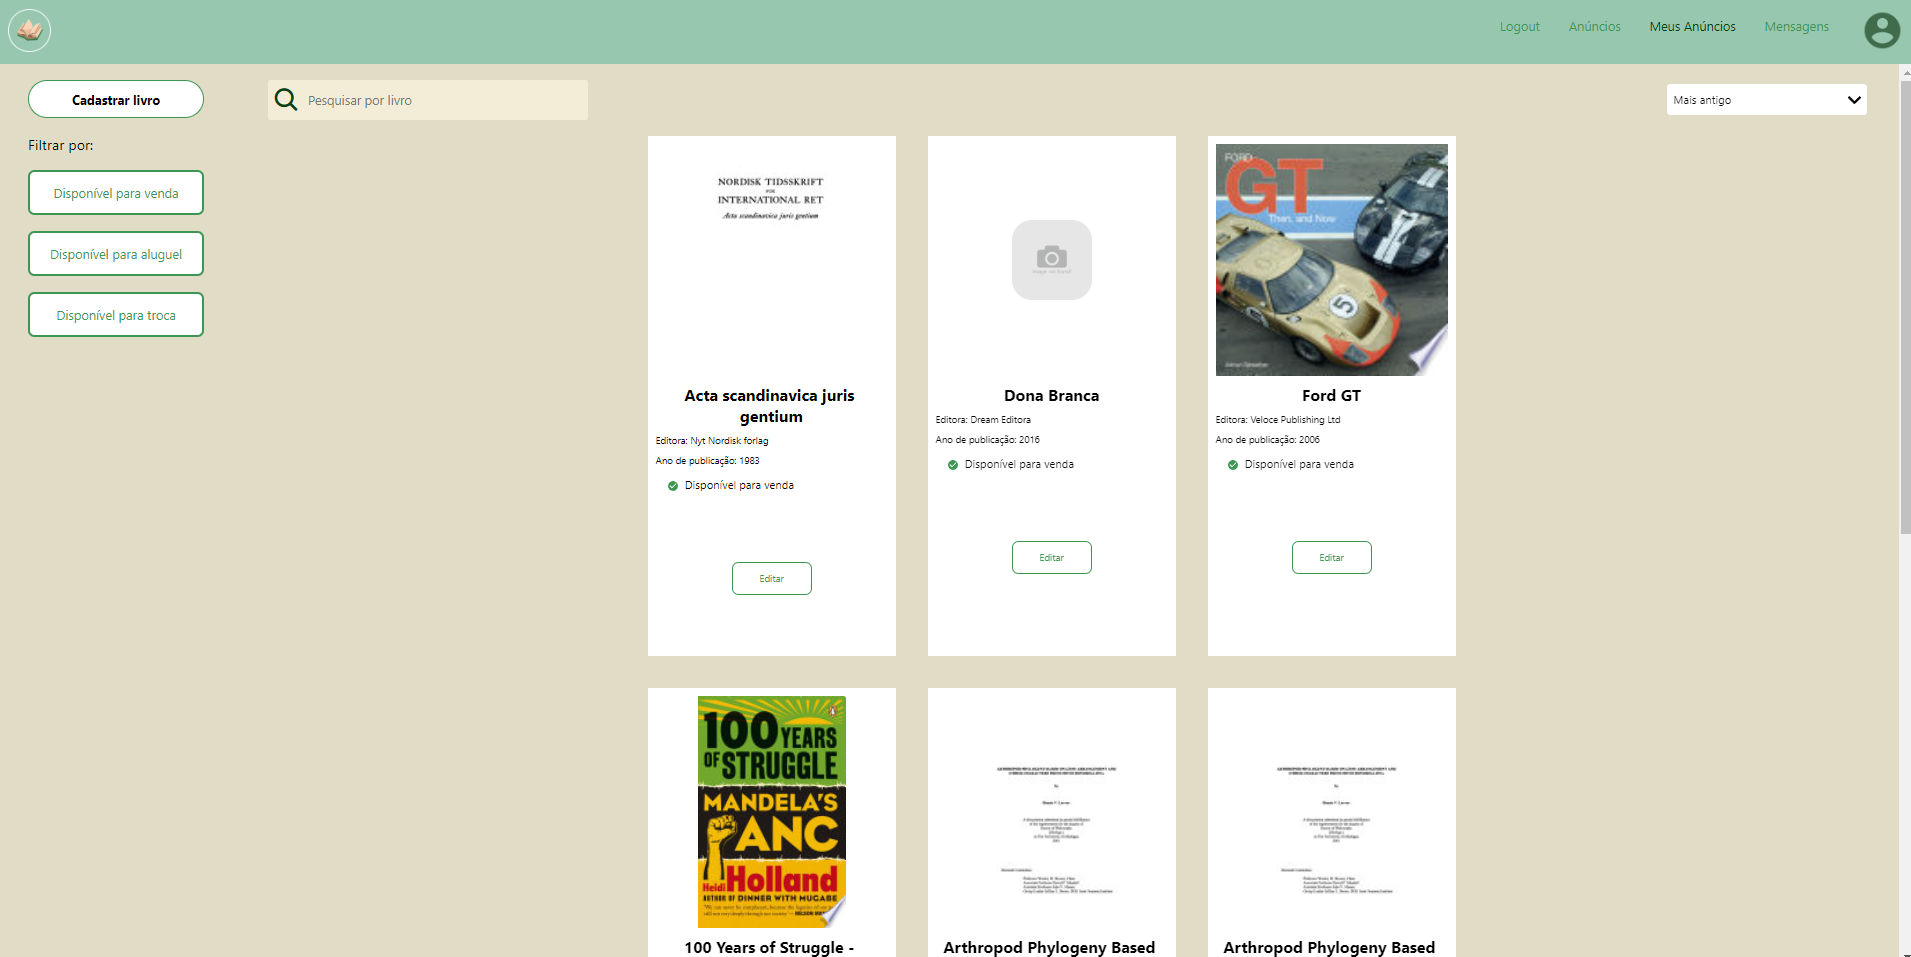 Logout
Anúncios
Meus Anúncios
Mensagens
Cadastrar livro
Pesquisar por livro
Mais antigo
Filtrar por:
Disponível para venda
Disponível para aluguel
Disponível para troca
NORDISK TIDSSKRIFT
FOR
INTERNATIONAL RET
Acta scandinavica juris gentium
Acta scandinavica juris
gentium
Editora: Nyt Nordisk forlag
Ano de publicação: 1983
Disponível para venda
Editar
Dona Branca
Editora: Dream Editora
Ano de publicação: 2016
Disponível para venda
Editar
FORD
GT
Then, and Now
5
Ford GT
Editora: Veloce Publishing Ltd
Ano de publicação: 2006
Disponível para venda
Editar
100 YEARS
OF STRUGGLE
MANDELA'S
ANC
Heidi Holland
AUTHOR OF DINNER WITH MUGABE
100 Years of Struggle -
Arthropod Phylogeny Based
Arthropod Phylogeny Based